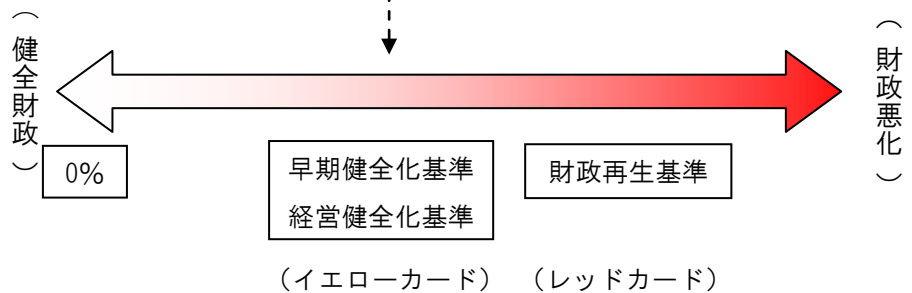 （健全財政）
（財政悪化）
0%
早期健全化基準
経営健全化基準
財政再生基準
（イエローカード）
（レッドカード）